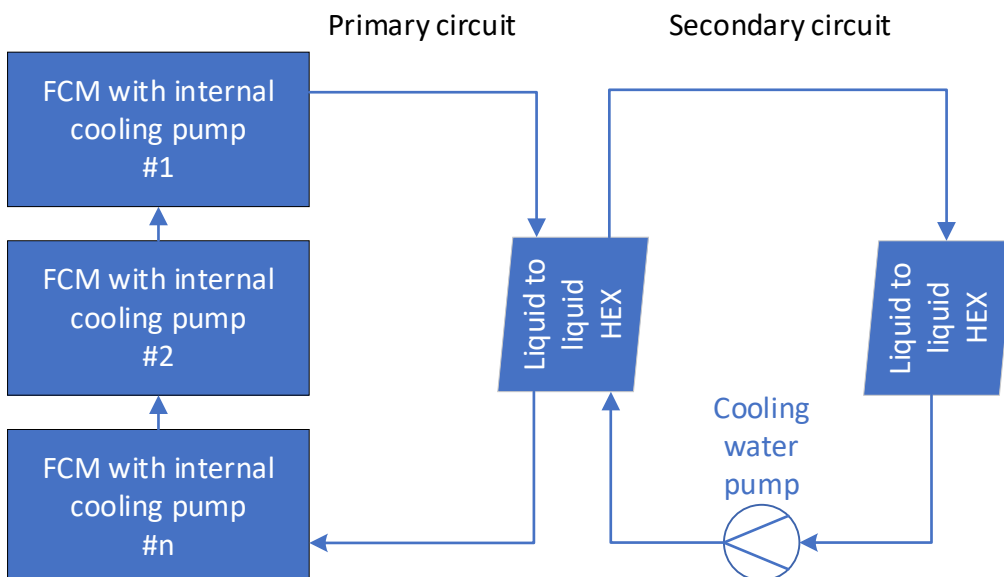 Primary circuit
Secondary circuit
FCM with internal
cooling pump
#1
FCM with internal
cooling pump
#2
FCM with internal
cooling pump
#n
Liquid to
liquid
HEX
Cooling
water
pump
Liquid to
liquid
HEX